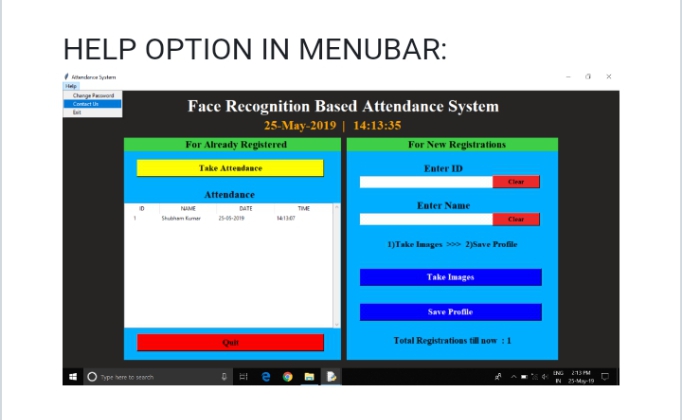 HELP OPTION IN MENUBAR:
Attendance System
Help
Change Password
Contact Us
Exit
Face Recognition Based Attendance System
25-May-2019 | 14:13:35
For Already Registered
Take Attendance
Attendance
ID NAME DATE TIME
1 Shubham Kumar 25-05-2019 14:13:07
Quit
For New Registrations
Enter ID
Clear
Enter Name
Clear
1)Take Images >>> 2)Save Profile
Take Images
Save Profile
Total Registrations till now : 1
Type here to search
ENG 2:13 PM
IN 25-May-19